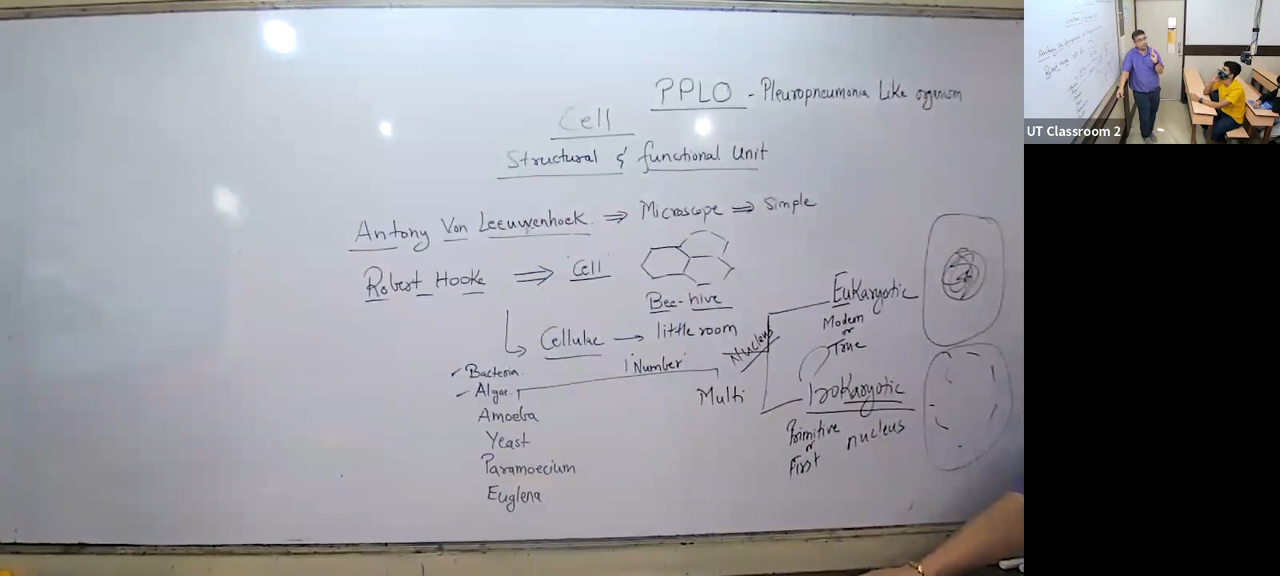 PPLO - Pleuropneumonia Like organism
Cell
Structural & functional Unit
Antony Von Leeuwenhoek ⇒ Microscope ⇒ Simple
Robert Hooke ⇒ 'Cell'
Bee-hive
Cellulae → little room
'Number'
Nucleus
Eukaryotic
Modern
or
True
✓ Bacteria
✓ Algae
Amoeba
Yeast
Paramoecium
Euglena
Multi
Prokaryotic
Primitive
or
First
nucleus
UT Classroom 2